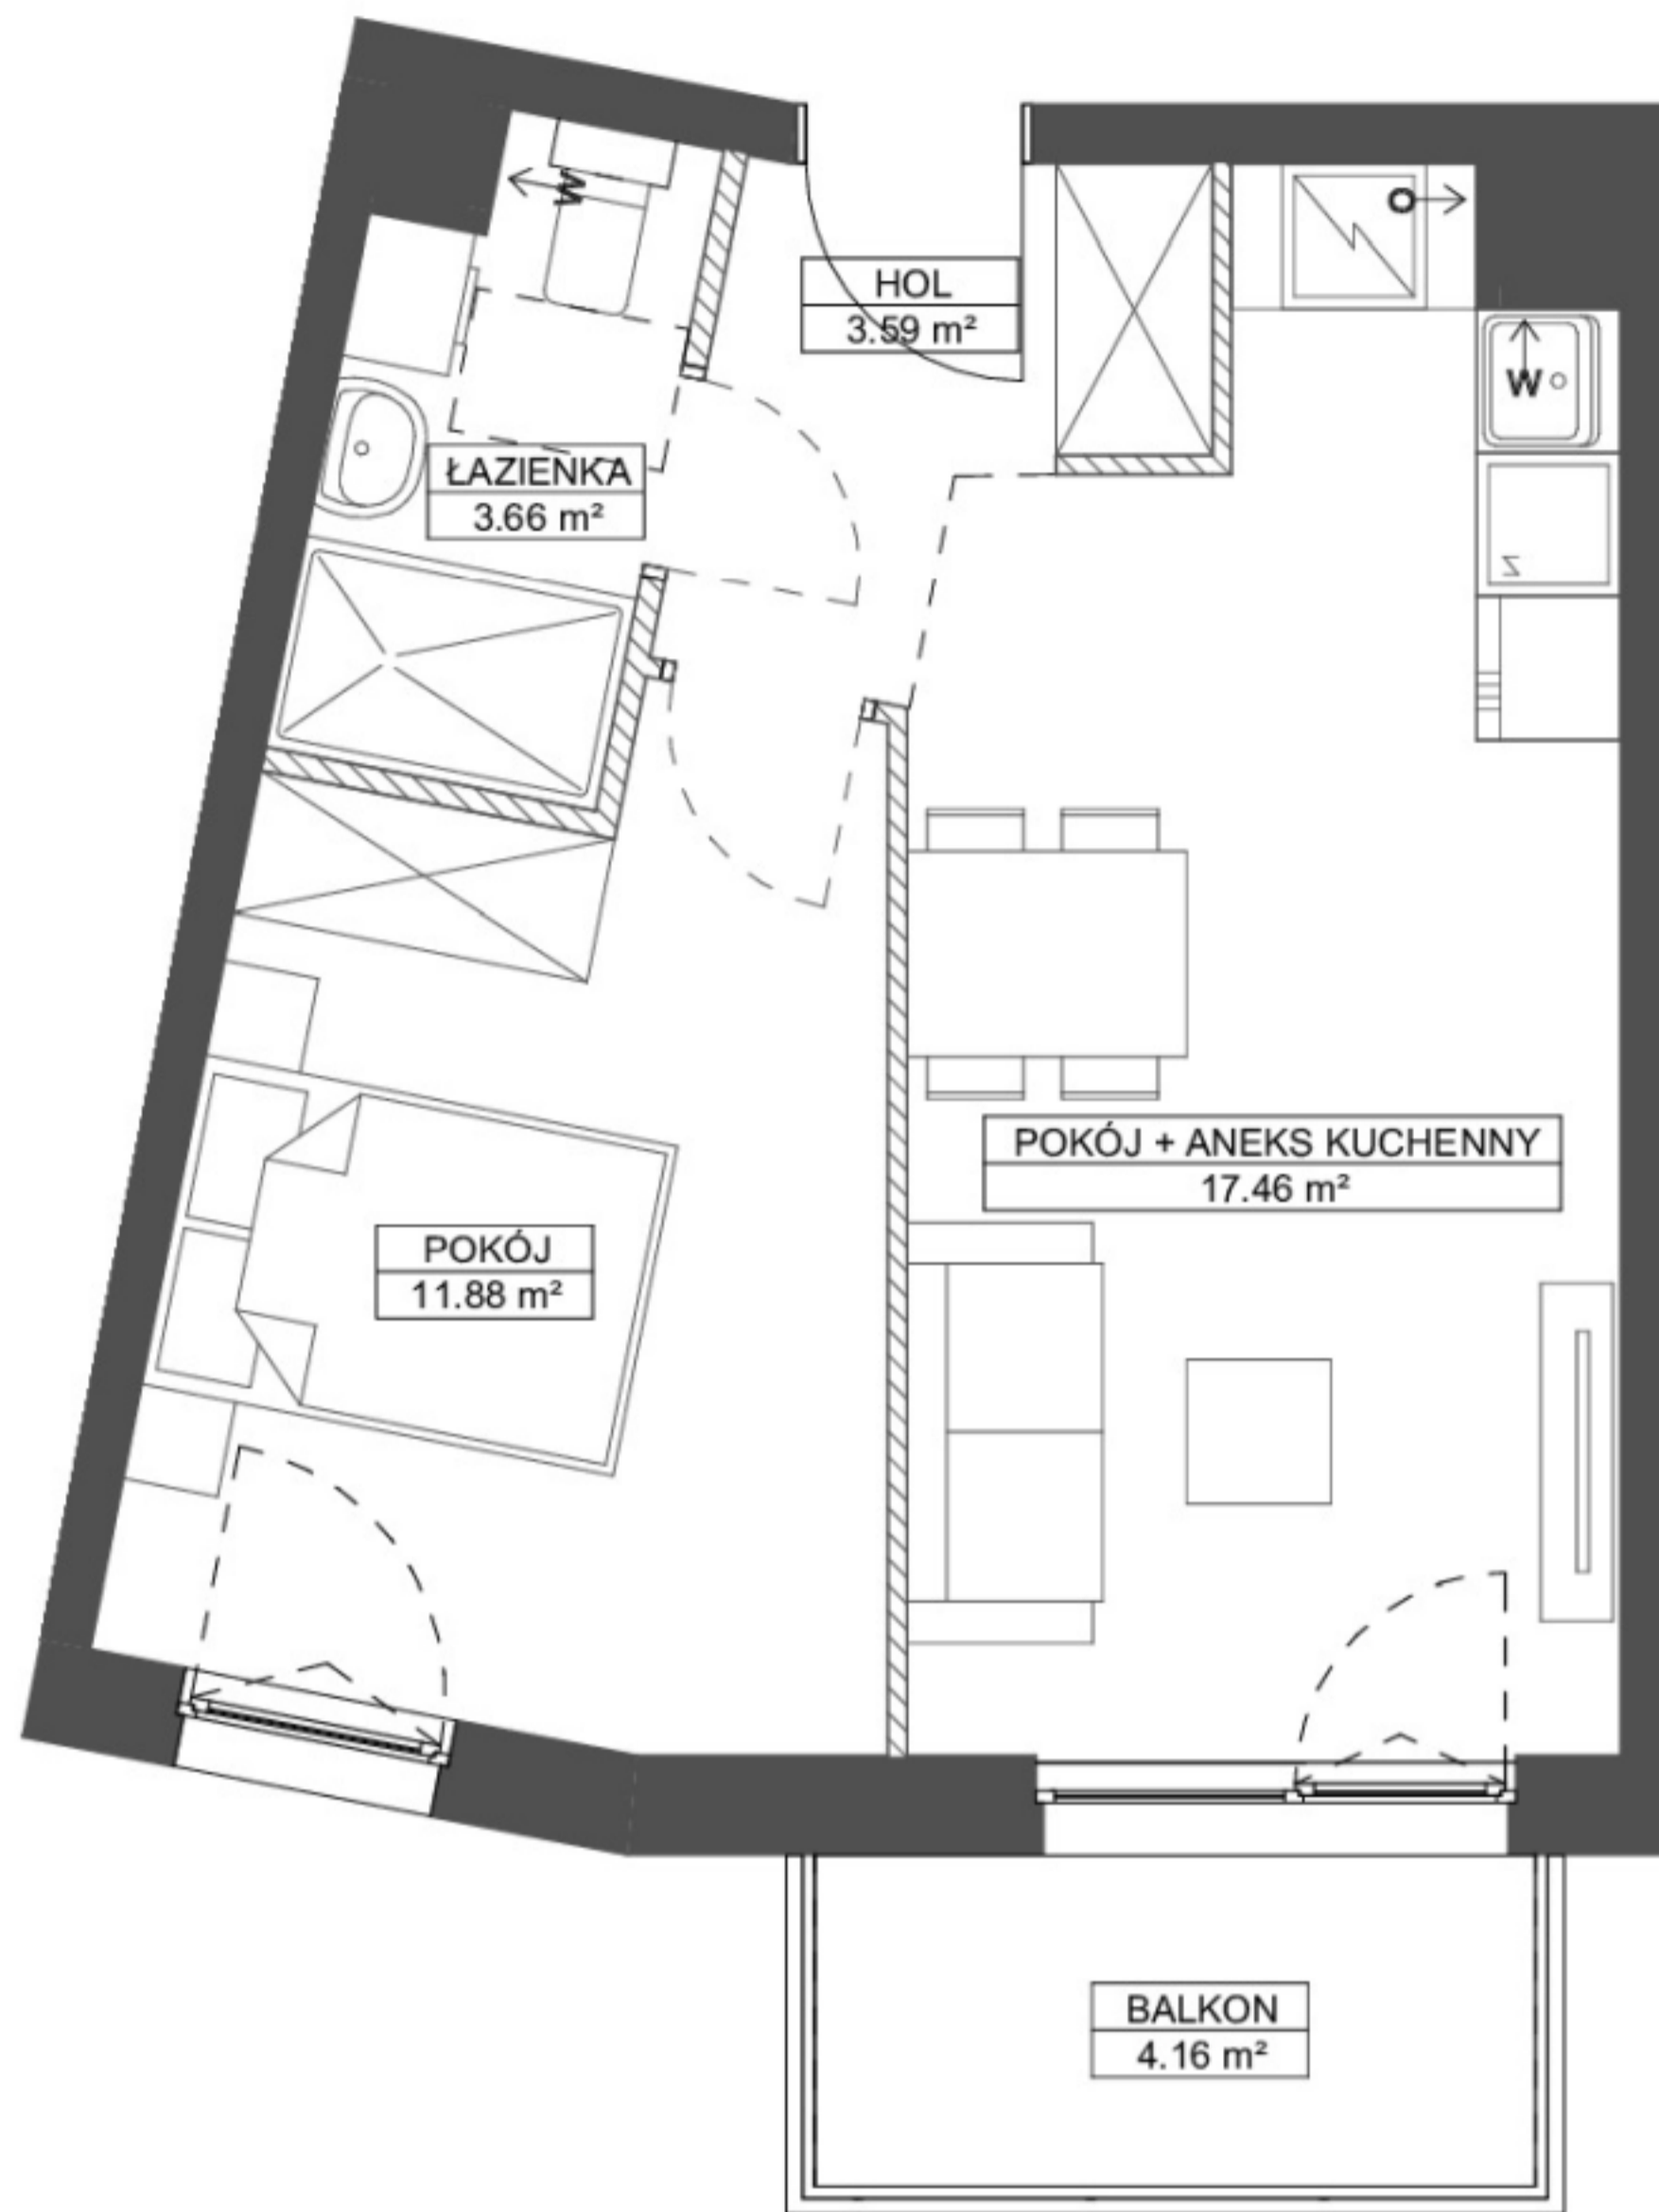 W
O
HOL
3.59 m²
W
ŁAZIENKA
3.66 m²
Z
POKÓJ + ANEKS KUCHENNY
17.46 m²
POKÓJ
11.88 m²
BALKON
4.16 m²